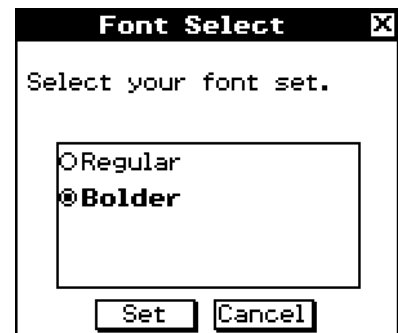 Font Select
Select your font set.
Regular
Bolder
Set Cancel